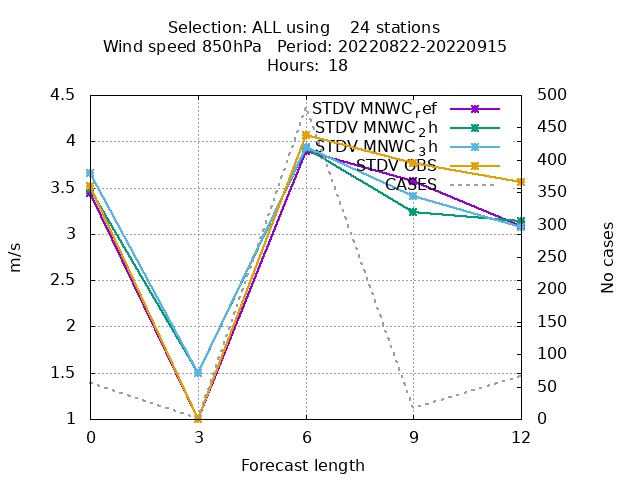 Selection: ALL using    24 stations
Wind speed 850hPa   Period: 20220822-20220915
Hours:  18
STDV MNWC_ref
STDV MNWC_2h
STDV MNWC_3h
STDV OBS
CASES
4.5
4
3.5
3
2.5
2
1.5
1
500
450
400
350
300
250
200
150
100
50
0
m/s
No cases
0 3 6 9 12
Forecast length